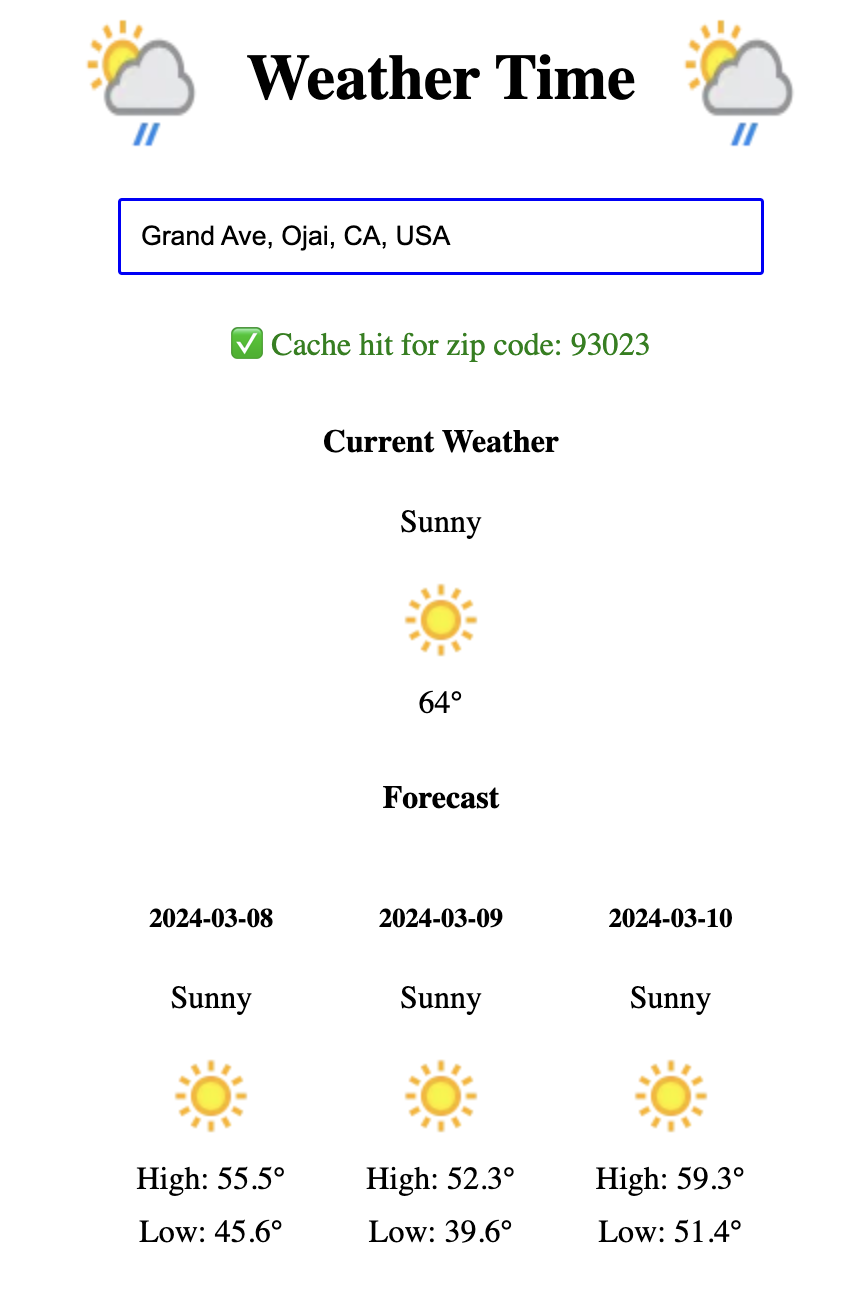 Weather Time
Grand Ave, Ojai, CA, USA
✅ Cache hit for zip code: 93023
Current Weather
Sunny
64°
Forecast
2024-03-08 2024-03-09 2024-03-10
Sunny Sunny Sunny
High: 55.5° High: 52.3° High: 59.3°
Low: 45.6° Low: 39.6° Low: 51.4°